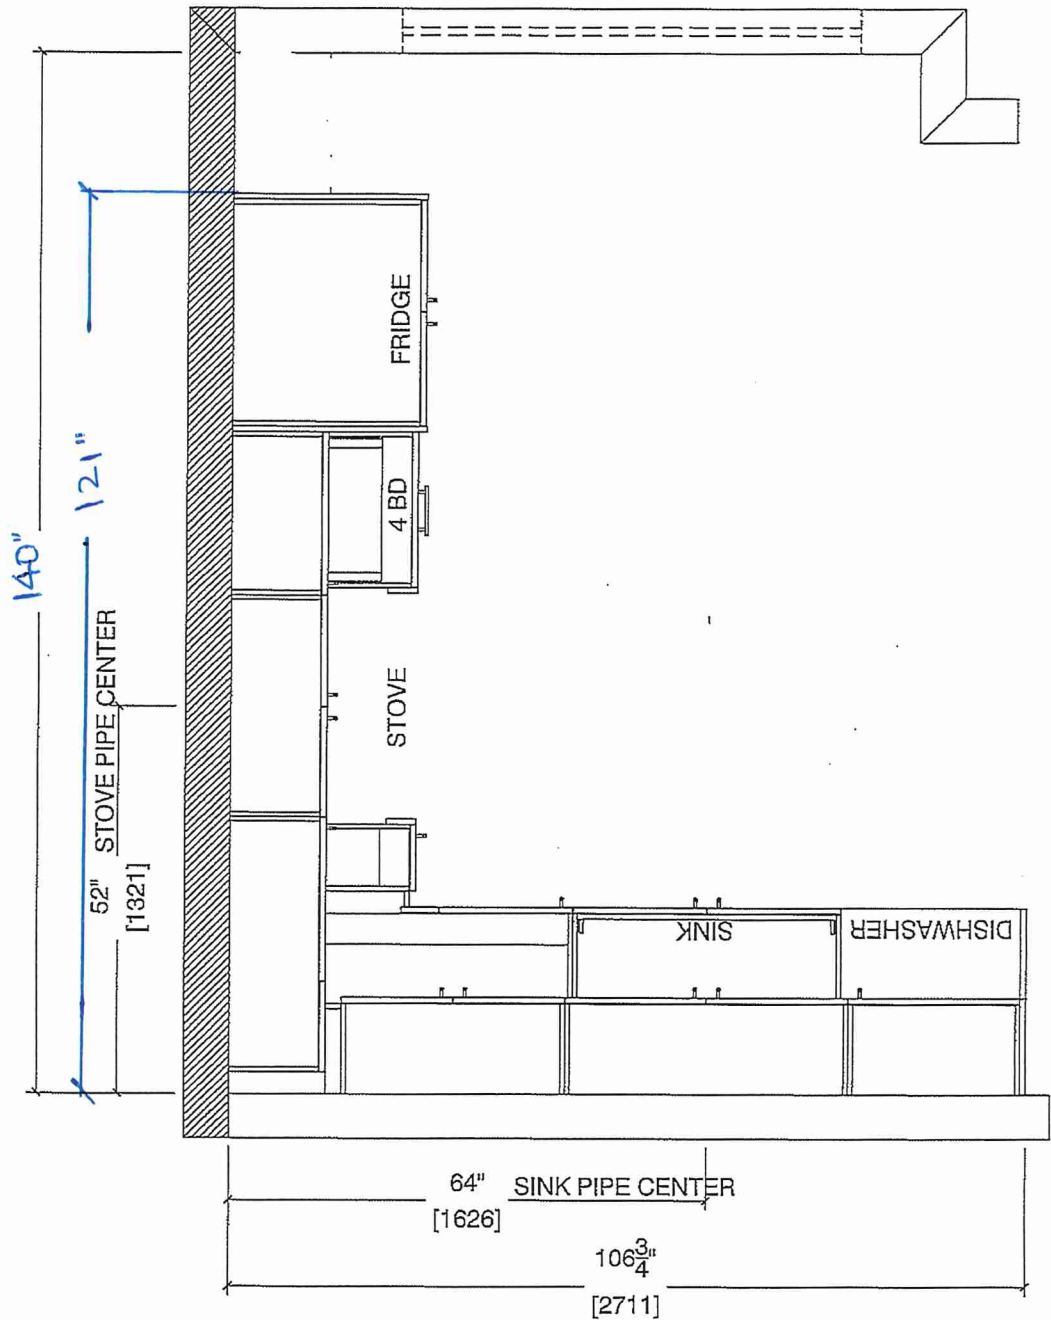 140"
121"
52" STOVE PIPE CENTER
[1321]
FRIDGE
4 BD
STOVE
SINK
DISHWASHER
64" SINK PIPE CENTER
[1626]
106¾"
[2711]